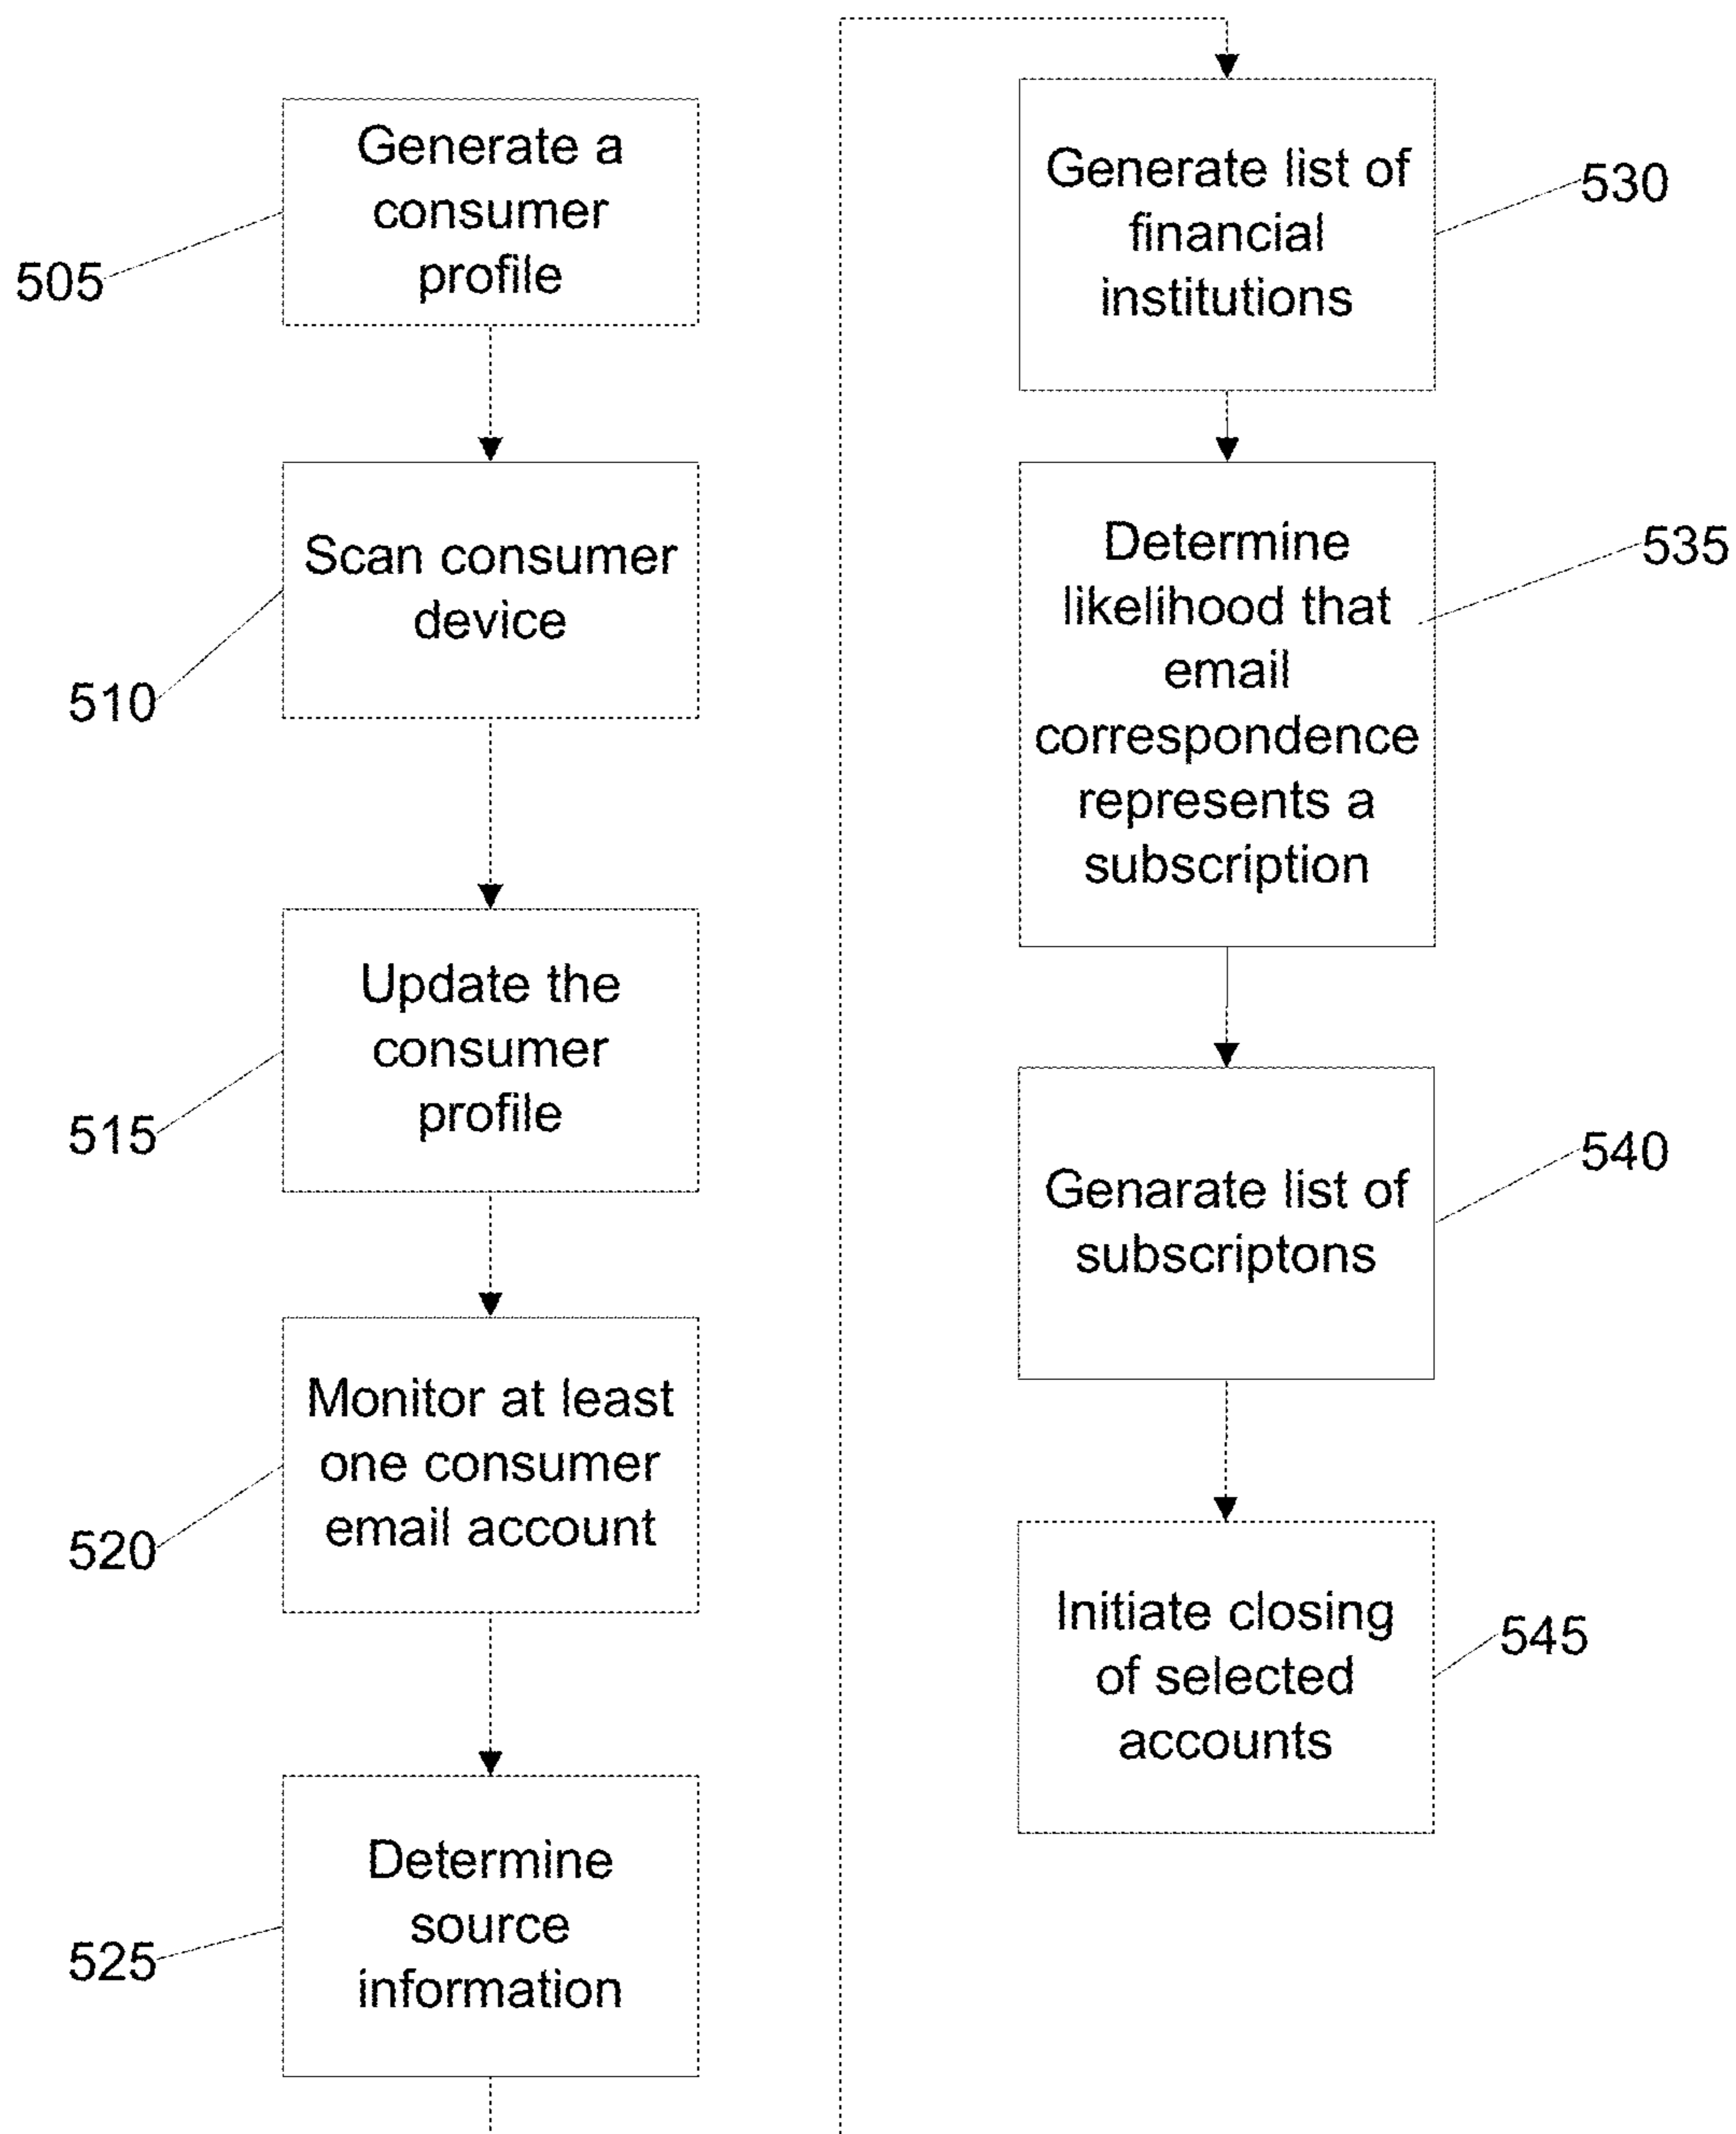 Generate a
consumer
profile
505
Scan consumer
device
510
Update the
consumer
profile
515
Monitor at least
one consumer
email account
520
Determine
source
information
525
Generate list of
financial
institutions
530
Determine
likelihood that
email
correspondence
represents a
subscription
535
Genarate list of
subscriptons
540
Initiate closing
of selected
accounts
545